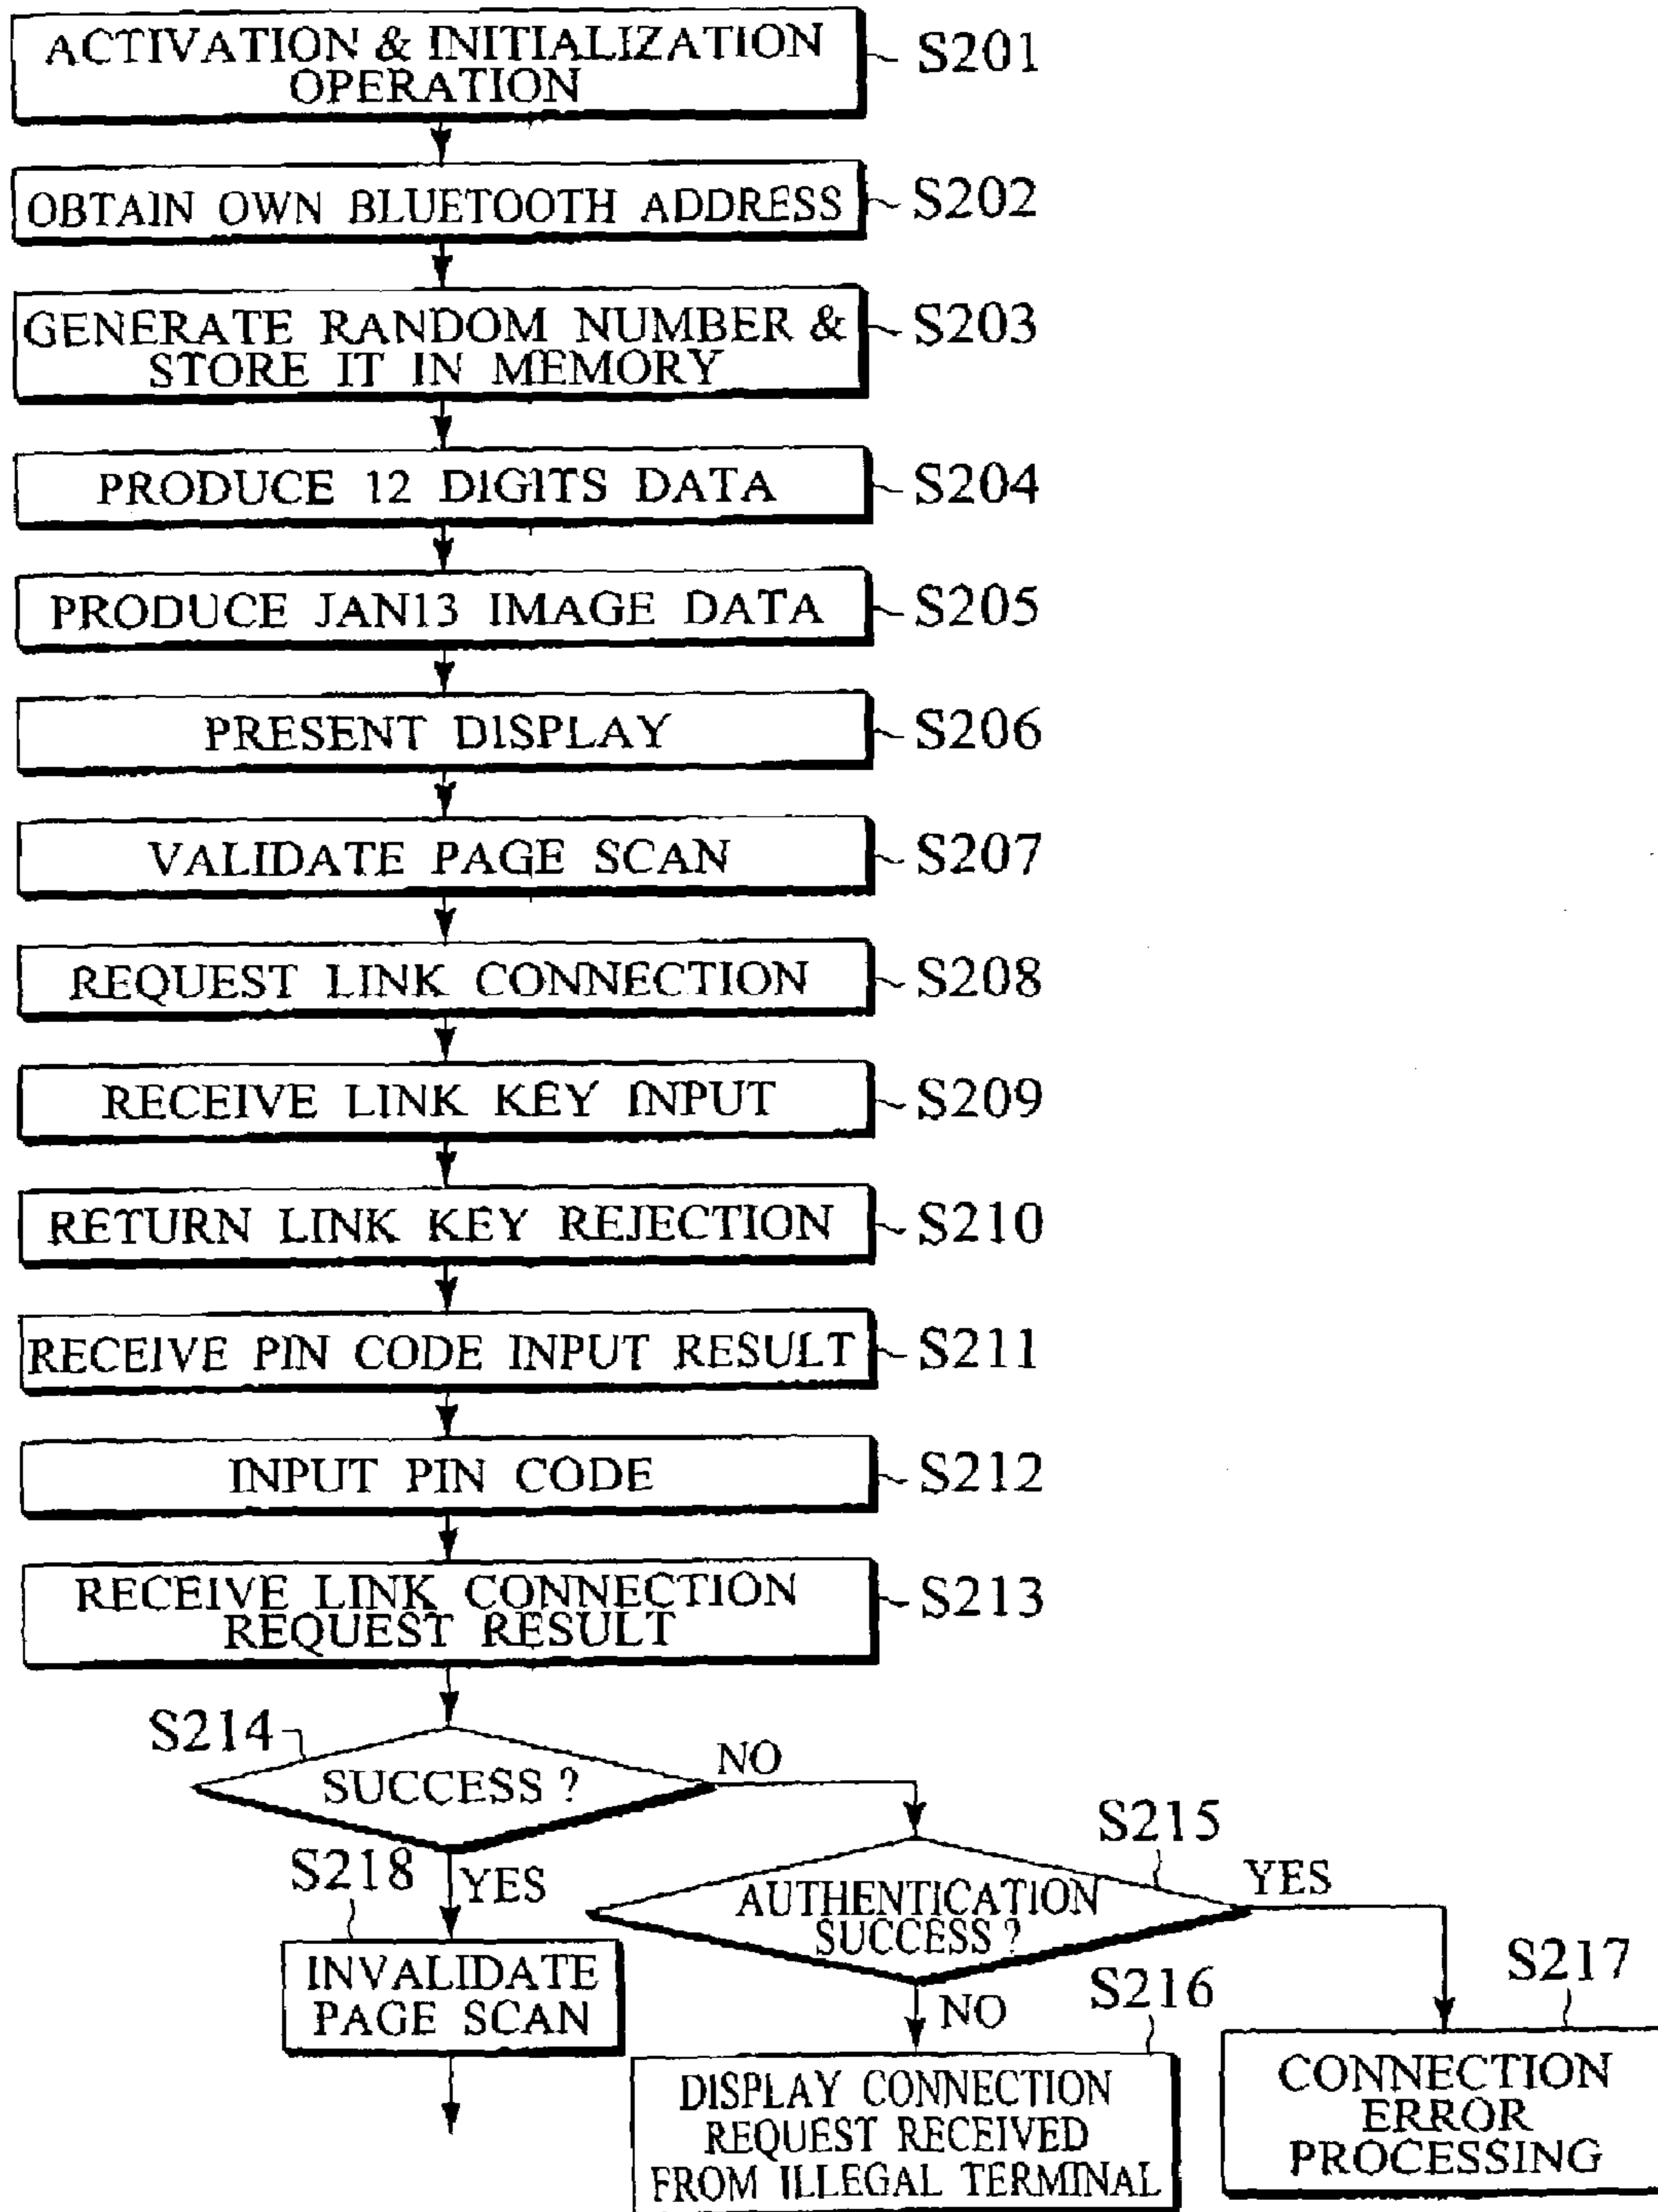 ACTIVATION & INITIALIZATION
OPERATION
S201
OBTAIN OWN BLUETOOTH ADDRESS
S202
GENERATE RANDOM NUMBER &
STORE IT IN MEMORY
S203
PRODUCE 12 DIGITS DATA
S204
PRODUCE JAN13 IMAGE DATA
S205
PRESENT DISPLAY
S206
VALIDATE PAGE SCAN
S207
REQUEST LINK CONNECTION
S208
RECEIVE LINK KEY INPUT
S209
RETURN LINK KEY REJECTION
S210
RECEIVE PIN CODE INPUT RESULT
S211
INPUT PIN CODE
S212
RECEIVE LINK CONNECTION
REQUEST RESULT
S213
S214
SUCCESS ?
NO
YES
S215
AUTHENTICATION
SUCCESS ?
YES
NO
S218
INVALIDATE
PAGE SCAN
S216
DISPLAY CONNECTION
REQUEST RECEIVED
FROM ILLEGAL TERMINAL
S217
CONNECTION
ERROR
PROCESSING